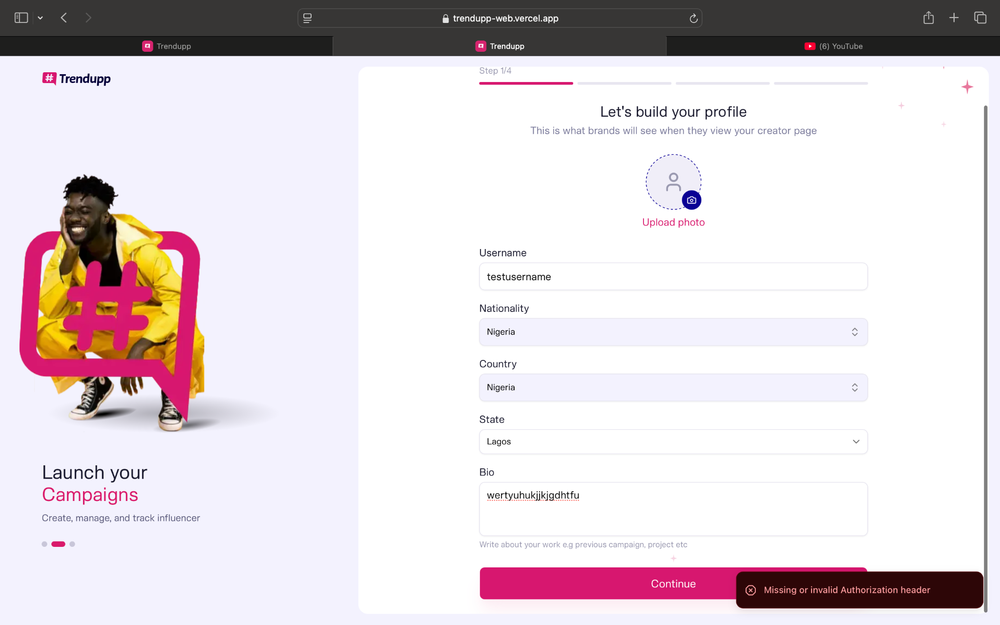 trendupp-web.vercel.app
Trendupp
Trendupp
(6) YouTube
# Trendupp
Launch your
Campaigns
Create, manage, and track influencer
Step 1/4
Let's build your profile
This is what brands will see when they view your creator page
Upload photo
Username
testusername
Nationality
Nigeria
Country
Nigeria
State
Lagos
Bio
wertyuhukjjkjgdhtfu
Write about your work e.g previous campaign, project etc
Continue
Missing or invalid Authorization header